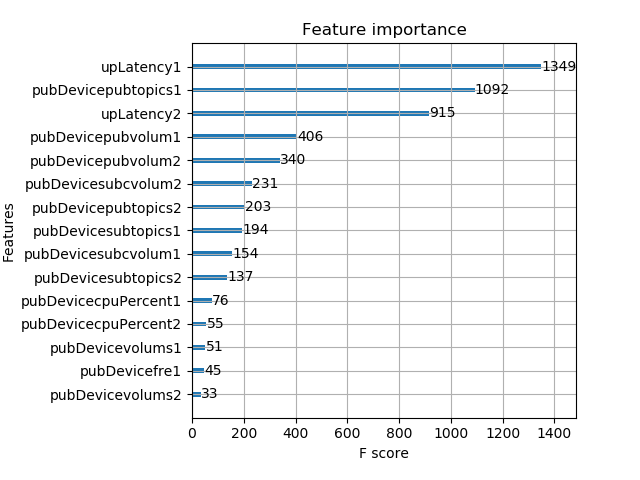 Feature importance
upLatency1 1349
pubDevicepubtopics1 1092
upLatency2 915
pubDevicepubvolum1 406
pubDevicepubvolum2 340
pubDevicesubcvolum2 231
pubDevicepubtopics2 203
pubDevicesubtopics1 194
pubDevicesubcvolum1 154
pubDevicesubtopics2 137
pubDevicecpuPercent1 76
pubDevicecpuPercent2 55
pubDevicevolums1 51
pubDevicefre1 45
pubDevicevolums2 33
Features
0 200 400 600 800 1000 1200 1400
F score